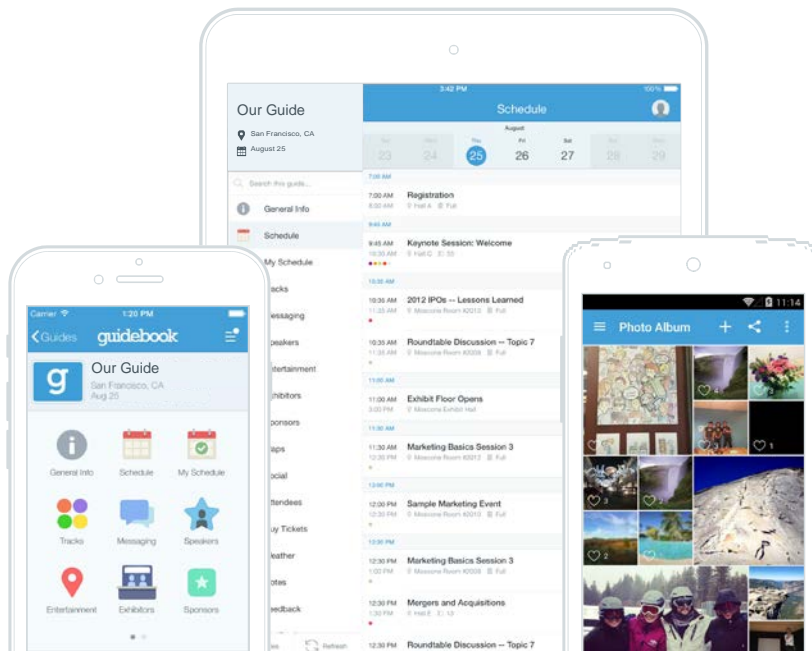 3:42 PM
100%
Our Guide
San Francisco, CA
August 25
Search this guide...
General Info
Schedule
My Schedule
acks
essaging
peakers
ntertainment
xhibitors
ponsors
aps
ocial
ttendees
uy Tickets
eather
otes
eedback
Refresh
Schedule
August
Thu Fri Sat
23 24 25 26 27 28 29
7:00 AM
7:00 AM Registration
8:00 AM Hall A Full
9:45 AM
9:45 AM Keynote Session: Welcome
10:35 AM Hall C 55
10:35 AM
10:35 AM 2012 IPOs -- Lessons Learned
11:35 AM Moscone Room #2012 Full
10:35 AM Roundtable Discussion -- Topic 7
11:35 AM Moscone Room #2008 Full
11:00 AM
11:00 AM Exhibit Floor Opens
3:00 PM Moscone Exhibit Hall
11:30 AM
11:30 AM Marketing Basics Session 3
12:30 PM Moscone Room #2012 Full
12:00 PM
12:00 PM Sample Marketing Event
12:30 PM Moscone Room #2012 Full
12:30 PM
12:30 PM Marketing Basics Session 3
1:00 PM Moscone Room #2008 Full
12:30 PM Mergers and Acquisitions
1:30 PM Hall E 13
12:30 PM Roundtable Discussion -- Topic 7
Carrier 1:20 PM
Guides guidebook
g
Our Guide
San Francisco, CA
Aug 25
General Info Schedule My Schedule
Tracks Messaging Speakers
Entertainment Exhibitors Sponsors
11:14
Photo Album
4 2
3 1
3
2